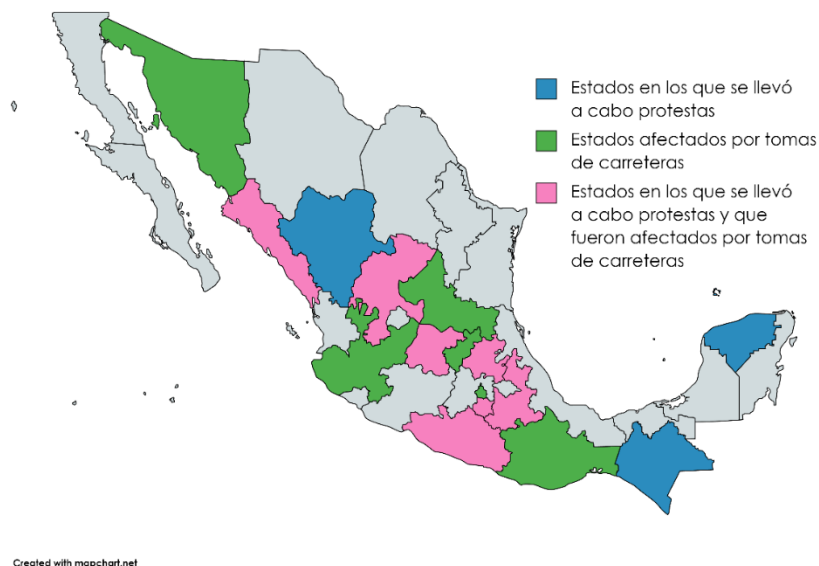 Estados en los que se llevó
a cabo protestas
Estados afectados por tomas
de carreteras
Estados en los que se llevó
a cabo protestas y que
fueron afectados por tomas
de carreteras
Created with mapchart.net